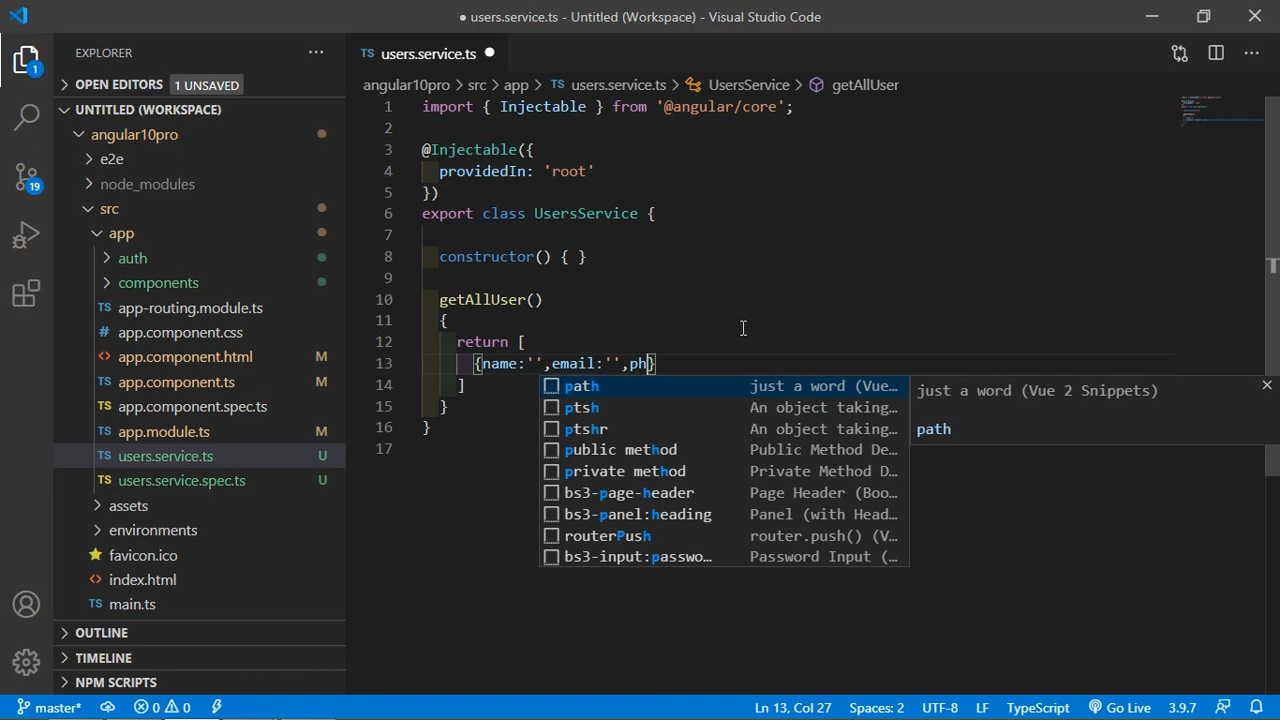 ● users.service.ts - Untitled (Workspace) - Visual Studio Code
EXPLORER
OPEN EDITORS 1 UNSAVED
UNTITLED (WORKSPACE)
angular10pro
e2e
node_modules
src
app
auth
components
TS app-routing.module.ts
# app.component.css
<> app.component.html M
TS app.component.ts M
TS app.component.spec.ts
TS app.module.ts M
TS users.service.ts U
TS users.service.spec.ts U
assets
environments
favicon.ico
<> index.html
TS main.ts
OUTLINE
TIMELINE
NPM SCRIPTS
1
19
TS users.service.ts ●
angular10pro > src > app > TS users.service.ts > UsersService > getAllUser
1 import { Injectable } from '@angular/core';
2
3 @Injectable({
4 providedIn: 'root'
5 })
6 export class UsersService {
7
8 constructor() { }
9
10 getAllUser()
11 {
12 return [
13 {name:'',email:'',ph}
14 ]
15 }
16 }
17
path just a word (Vue…
ptsh An object taking…
ptshr An object taking…
public method Public Method De…
private method Private Method D…
bs3-page-header Page Header (Boo…
bs3-panel:heading Panel (with Head…
routerPush router.push() (V…
bs3-input:passwo… Password Input (…
just a word (Vue 2 Snippets)
path
master* 0 0 Ln 13, Col 27 Spaces: 2 UTF-8 LF TypeScript Go Live 3.9.7